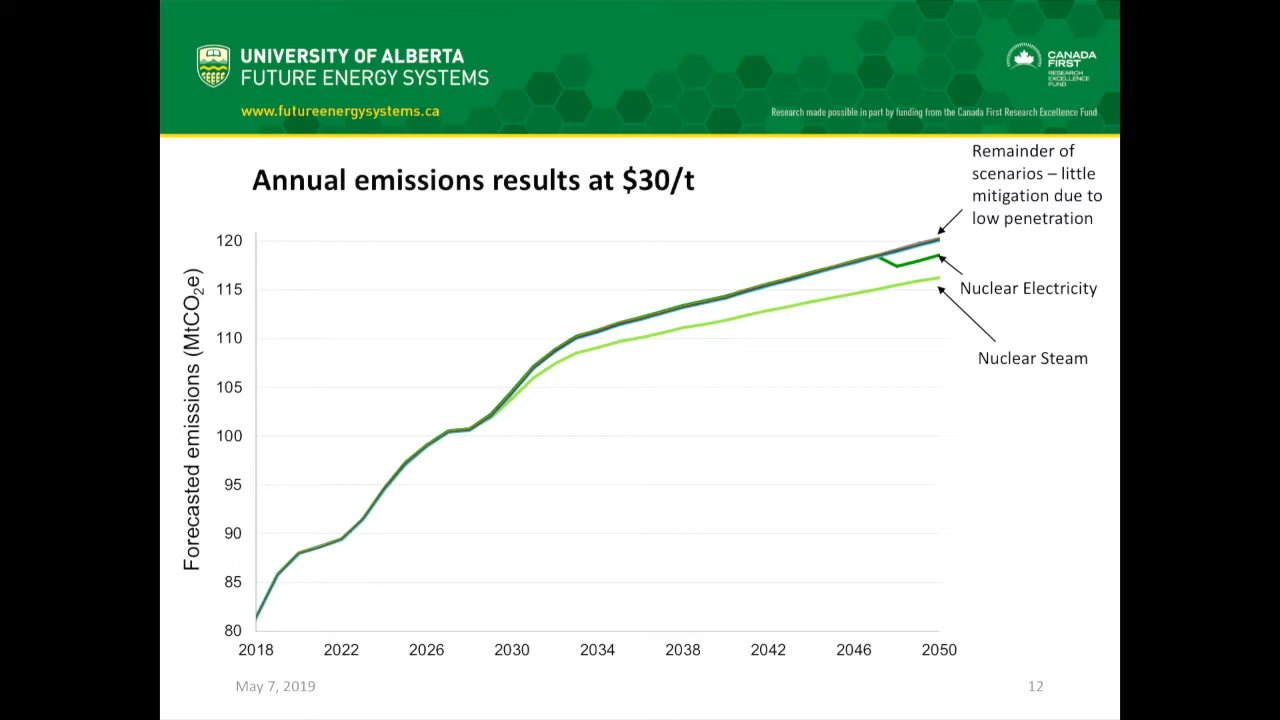 UNIVERSITY OF ALBERTA
FUTURE ENERGY SYSTEMS
www.futureenergysystems.ca
CANADA
FIRST
RESEARCH
EXCELLENCE
FUND
Research made possible in part by funding from the Canada First Research Excellence Fund
Annual emissions results at $30/t
Remainder of
scenarios – little
mitigation due to
low penetration
Nuclear Electricity
Nuclear Steam
Forecasted emissions (MtCO₂e)
120
115
110
105
100
95
90
85
80
2018 2022 2026 2030 2034 2038 2042 2046 2050
May 7, 2019
12